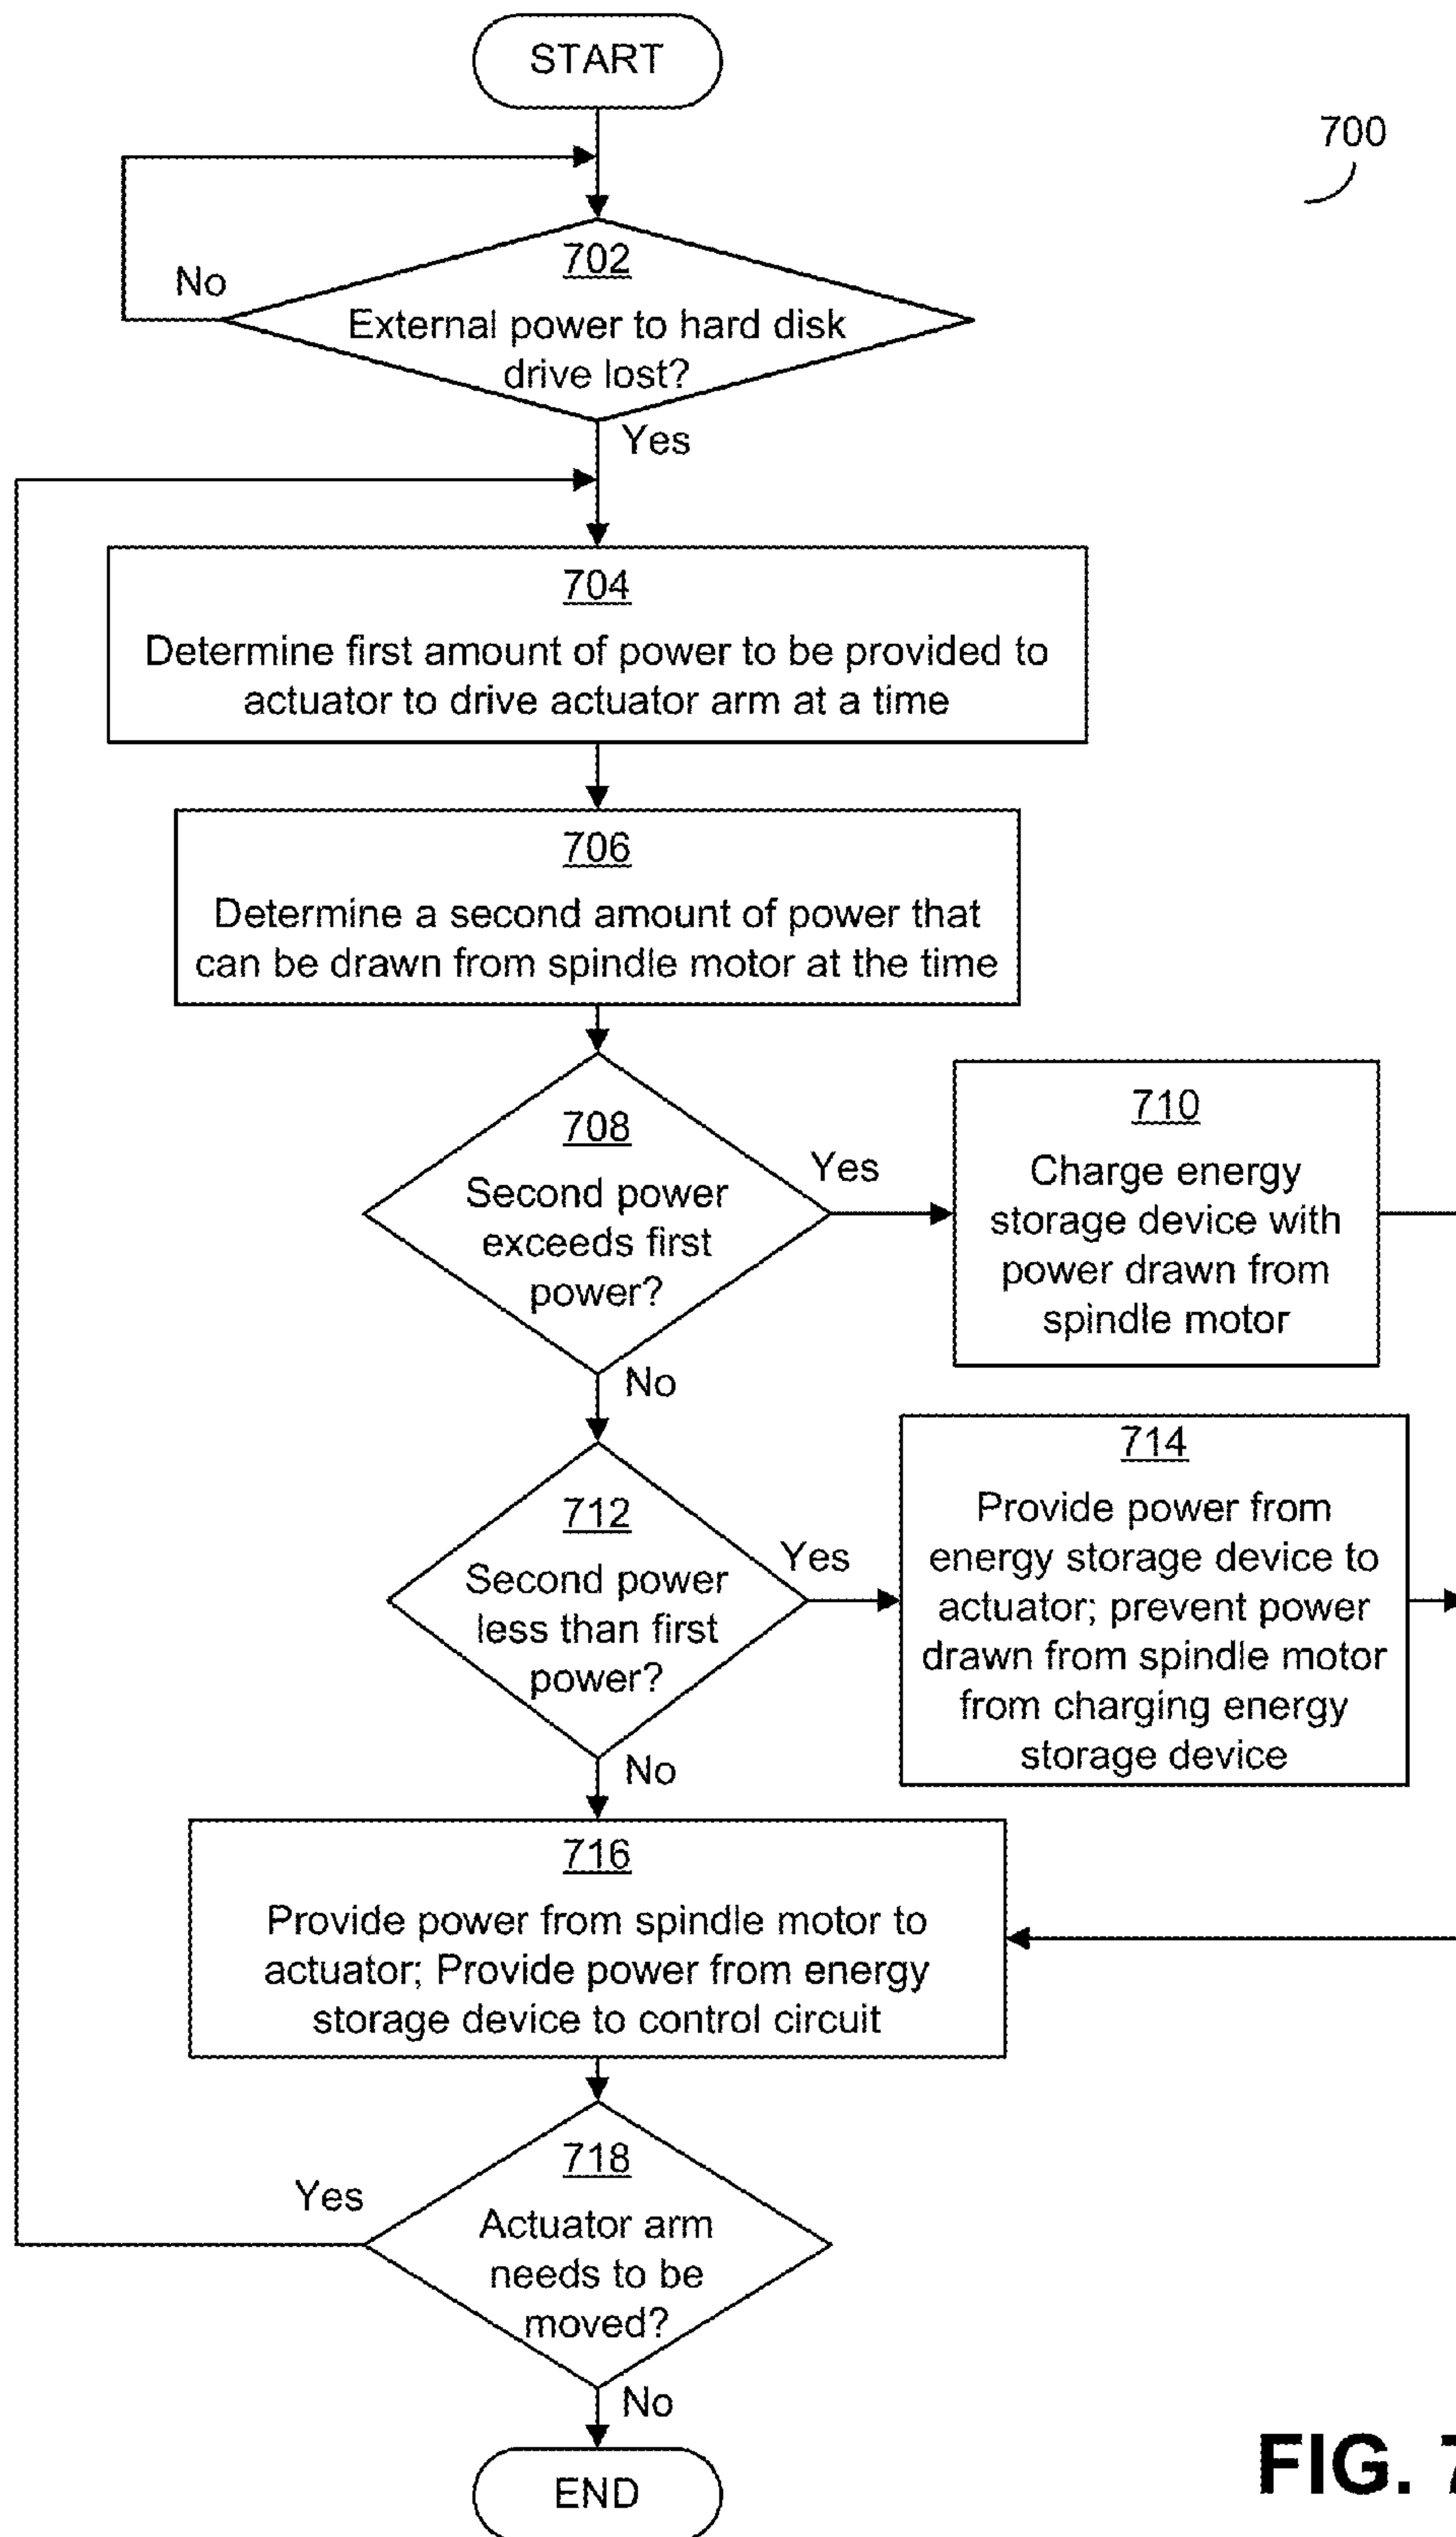 START
700
702
No
External power to hard disk
drive lost?
Yes
704
Determine first amount of power to be provided to
actuator to drive actuator arm at a time
706
Determine a second amount of power that
can be drawn from spindle motor at the time
708
Second power
exceeds first
power?
Yes
710
Charge energy
storage device with
power drawn from
spindle motor
No
712
Second power
less than first
power?
Yes
714
Provide power from
energy storage device to
actuator; prevent power
drawn from spindle motor
from charging energy
storage device
No
716
Provide power from spindle motor to
actuator; Provide power from energy
storage device to control circuit
718
Yes
Actuator arm
needs to be
moved?
No
END
FIG. 7